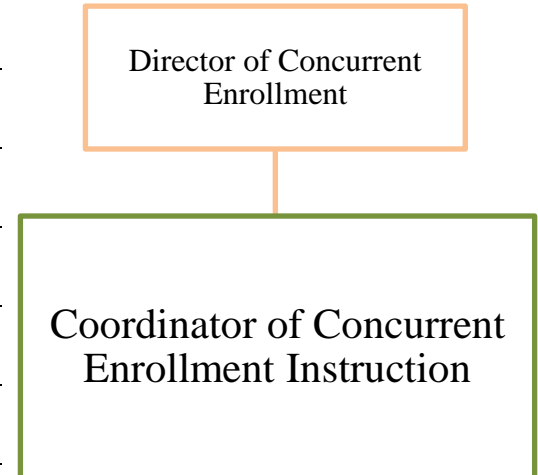 Director of Concurrent
Enrollment
Coordinator of Concurrent
Enrollment Instruction